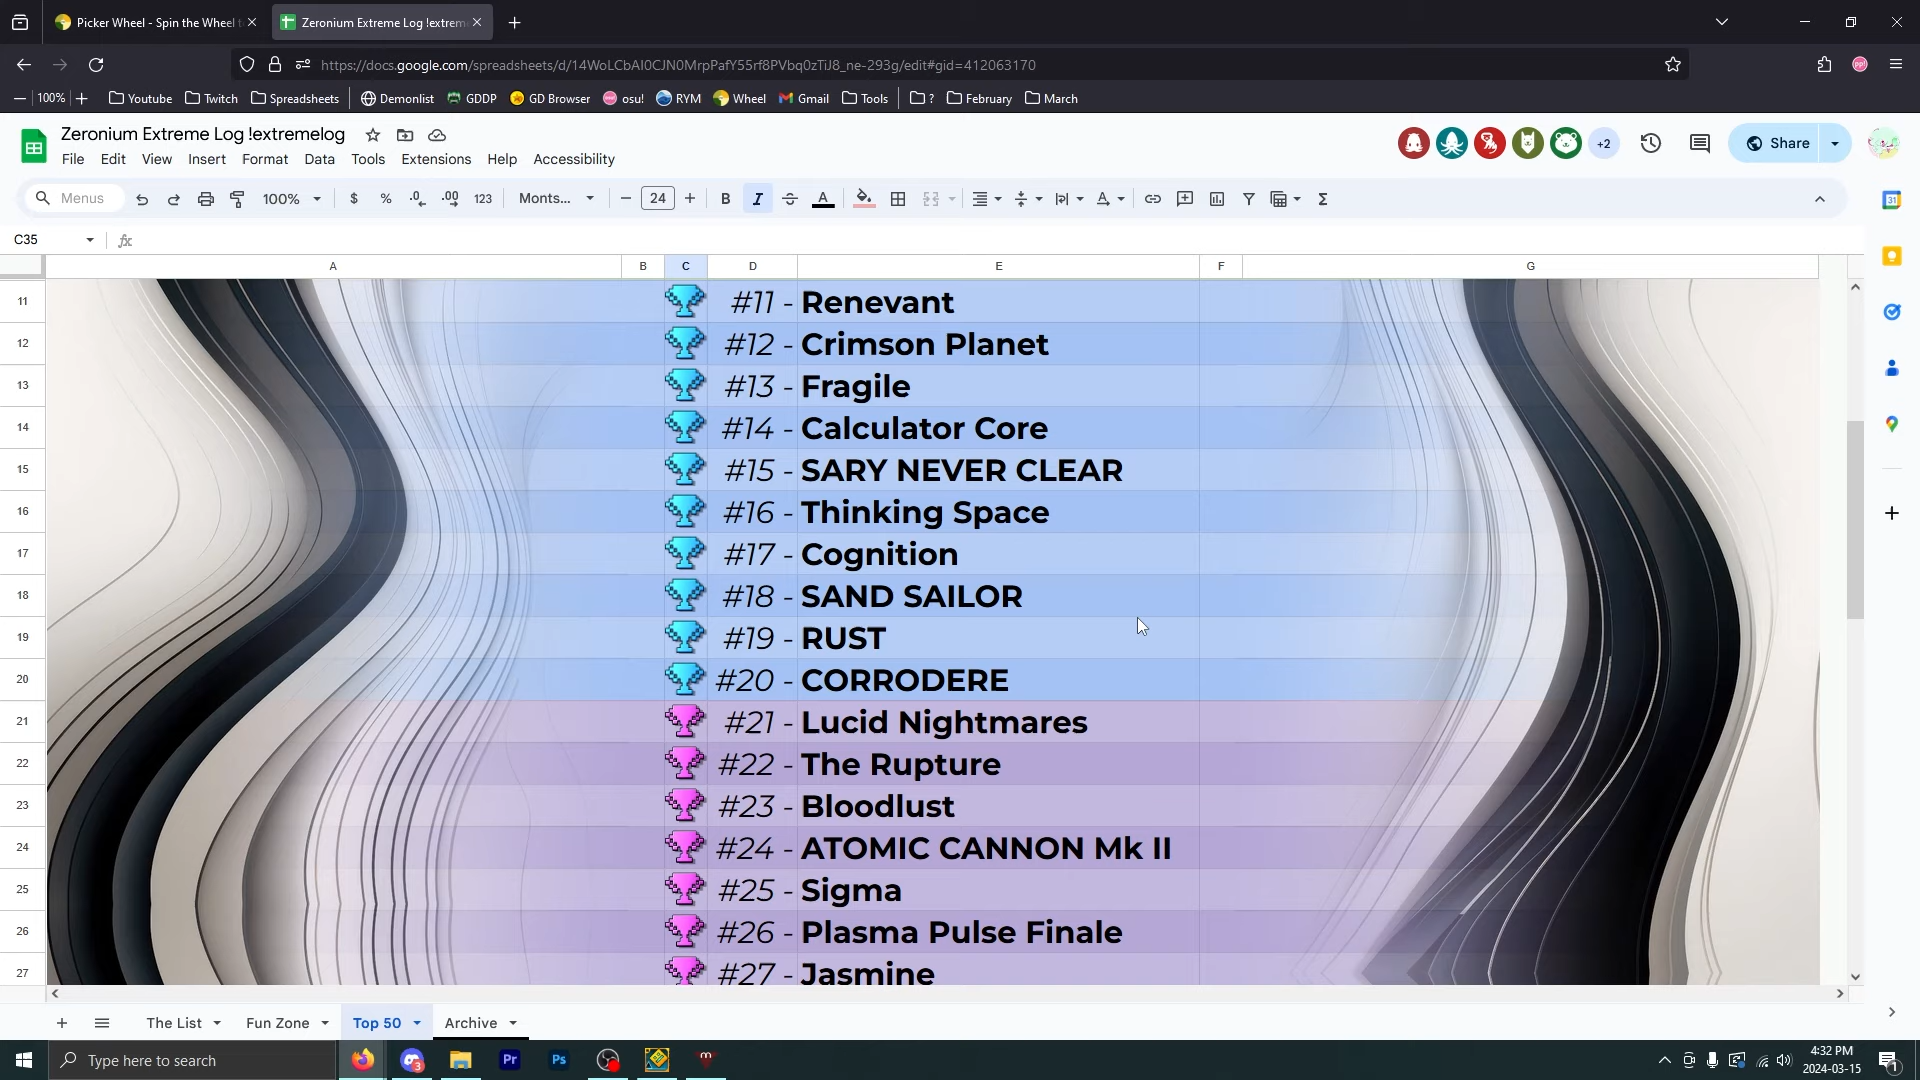 Picker Wheel - Spin the Wheel t
Zeronium Extreme Log !extrem
https://docs.google.com/spreadsheets/d/14WoLCbAI0CJN0MrpPafY55rf8PVbq0zTiJ8_ne-293g/edit#gid=412063170
100% Youtube Twitch Spreadsheets Demonlist GDDP GD Browser osu! RYM Wheel Gmail Tools ? February March
Zeronium Extreme Log !extremelog
+2
Share
File Edit View Insert Format Data Tools Extensions Help Accessibility
Menus 100% $ % .0 .00 123 Monts... 24 B I A
C35 fx
A B C D E F G
11 #11 - Renevant
12 #12 - Crimson Planet
13 #13 - Fragile
14 #14 - Calculator Core
15 #15 - SARY NEVER CLEAR
16 #16 - Thinking Space
17 #17 - Cognition
18 #18 - SAND SAILOR
19 #19 - RUST
20 #20 - CORRODERE
21 #21 - Lucid Nightmares
22 #22 - The Rupture
23 #23 - Bloodlust
24 #24 - ATOMIC CANNON Mk II
25 #25 - Sigma
26 #26 - Plasma Pulse Finale
27 #27 - Jasmine
The List Fun Zone Top 50 Archive
Type here to search
3
Pr
Ps
4:32 PM
2024-03-15
1